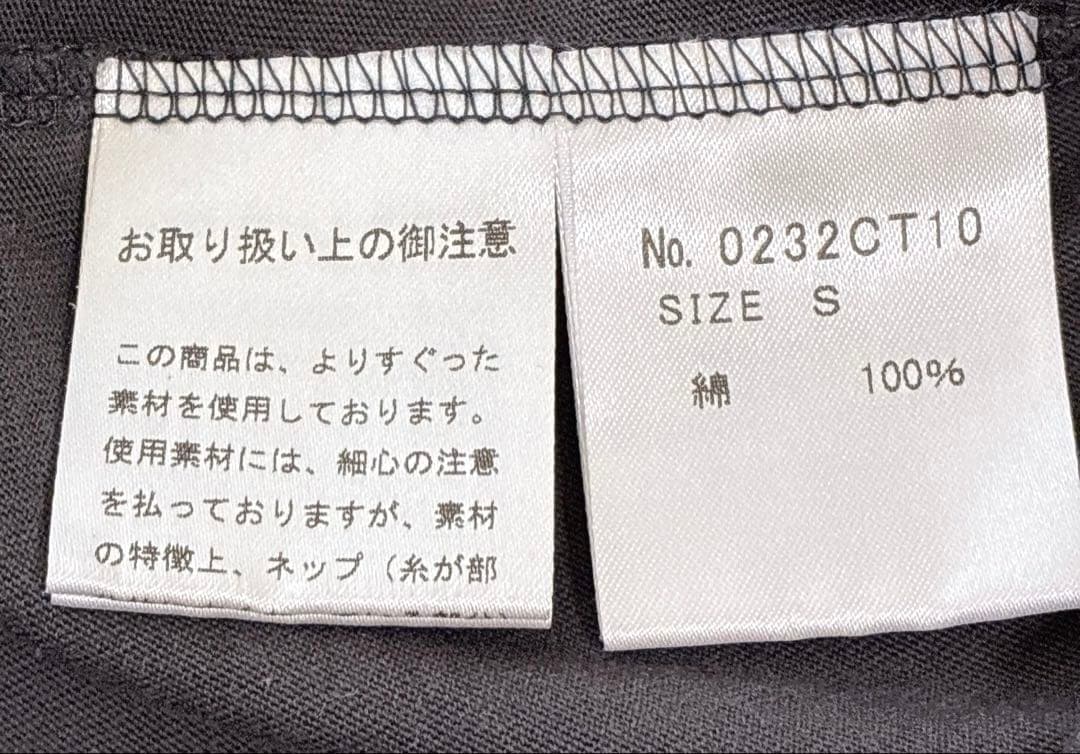 お取り扱い上の御注意
この商品は、よりすぐった
素材を使用しております。
使用素材には、細心の注意
を払っておりますが、素材
の特徴上、ネップ（糸が部
No. 0232CT10
SIZE S
綿 100%